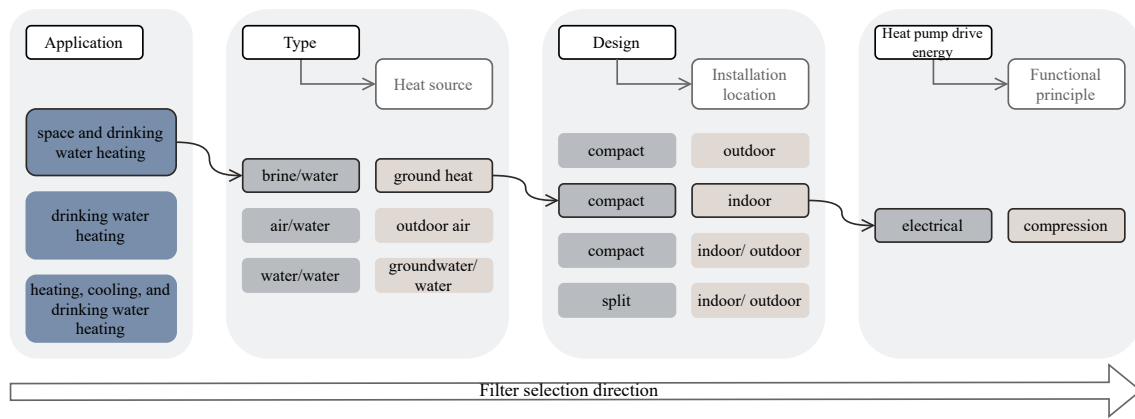 Application
space and drinking
water heating
drinking water
heating
heating, cooling, and
drinking water
heating
Type
Heat source
brine/water
ground heat
air/water
outdoor air
water/water
groundwater/
water
Design
Installation
location
compact
outdoor
compact
indoor
compact
indoor/ outdoor
split
indoor/ outdoor
Heat pump drive
energy
Functional
principle
electrical
compression
Filter selection direction